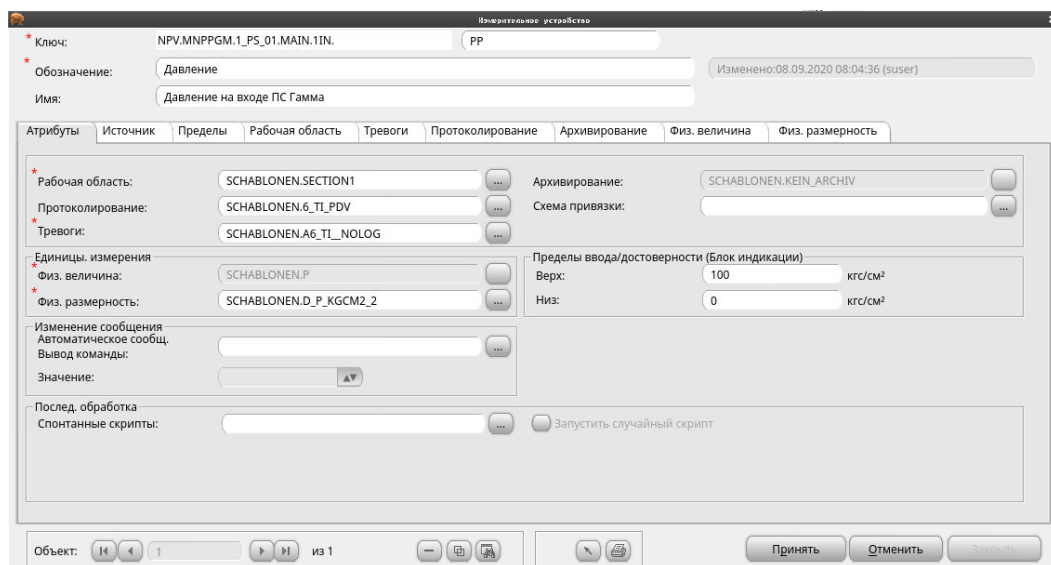 Измерительное устройство
* Ключ: NPV.MNPPGM.1_PS_01.MAIN.1IN. PP
* Обозначение: Давление Изменено:08.09.2020 08:04:36 (suser)
Имя: Давление на входе ПС Гамма
Атрибуты Источник Пределы Рабочая область Тревоги Протоколирование Архивирование Физ. величина Физ. размерность
* Рабочая область: SCHABLONEN.SECTION1 ... Архивирование: SCHABLONEN.KEIN_ARCHIV
Протоколирование: SCHABLONEN.6_TI_PDV ... Схема привязки: ...
* Тревоги: SCHABLONEN.A6_TI__NOLOG ...
Единицы. измерения Пределы ввода/достоверности (Блок индикации)
* Физ. величина: SCHABLONEN.P Верх: 100 кгс/см²
* Физ. размерность: SCHABLONEN.D_P_KGCM2_2 ... Низ: 0 кгс/см²
Изменение сообщения
Автоматическое сообщ.
Вывод команды: ...
Значение:
Послед. обработка
Спонтанные скрипты: ... Запустить случайный скрипт
Объект: 1 из 1 Принять Отменить Закрыть